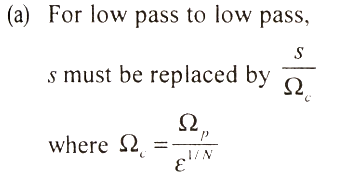 (a) For low pass to low pass,
s must be replaced by s/Ω_c
where Ω_c = Ω_p/ε^{1/N}